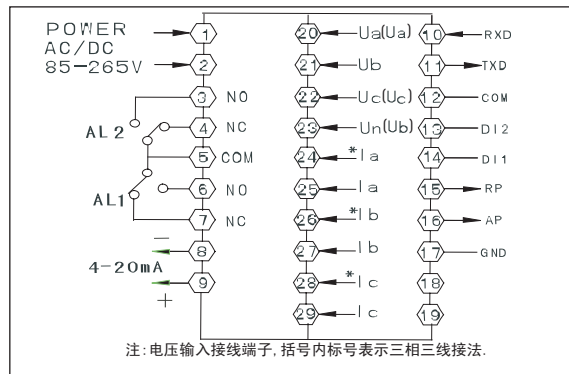 POWER
AC/DC
85-265V
1
2
3 NO
4 NC
5 COM
6 NO
7 NC
8
9
AL2
AL1
−
4-20mA
+
20 Ua(Ua)
21 Ub
22 Uc(Uc)
23 Un(Ub)
24 *Ia
25 Ia
26 *Ib
27 Ib
28 *Ic
29 Ic
10 RXD
11 TXD
12 COM
13 DI2
14 DI1
15 RP
16 AP
17 GND
18
19
注:电压输入接线端子,括号内标号表示三相三线接法.